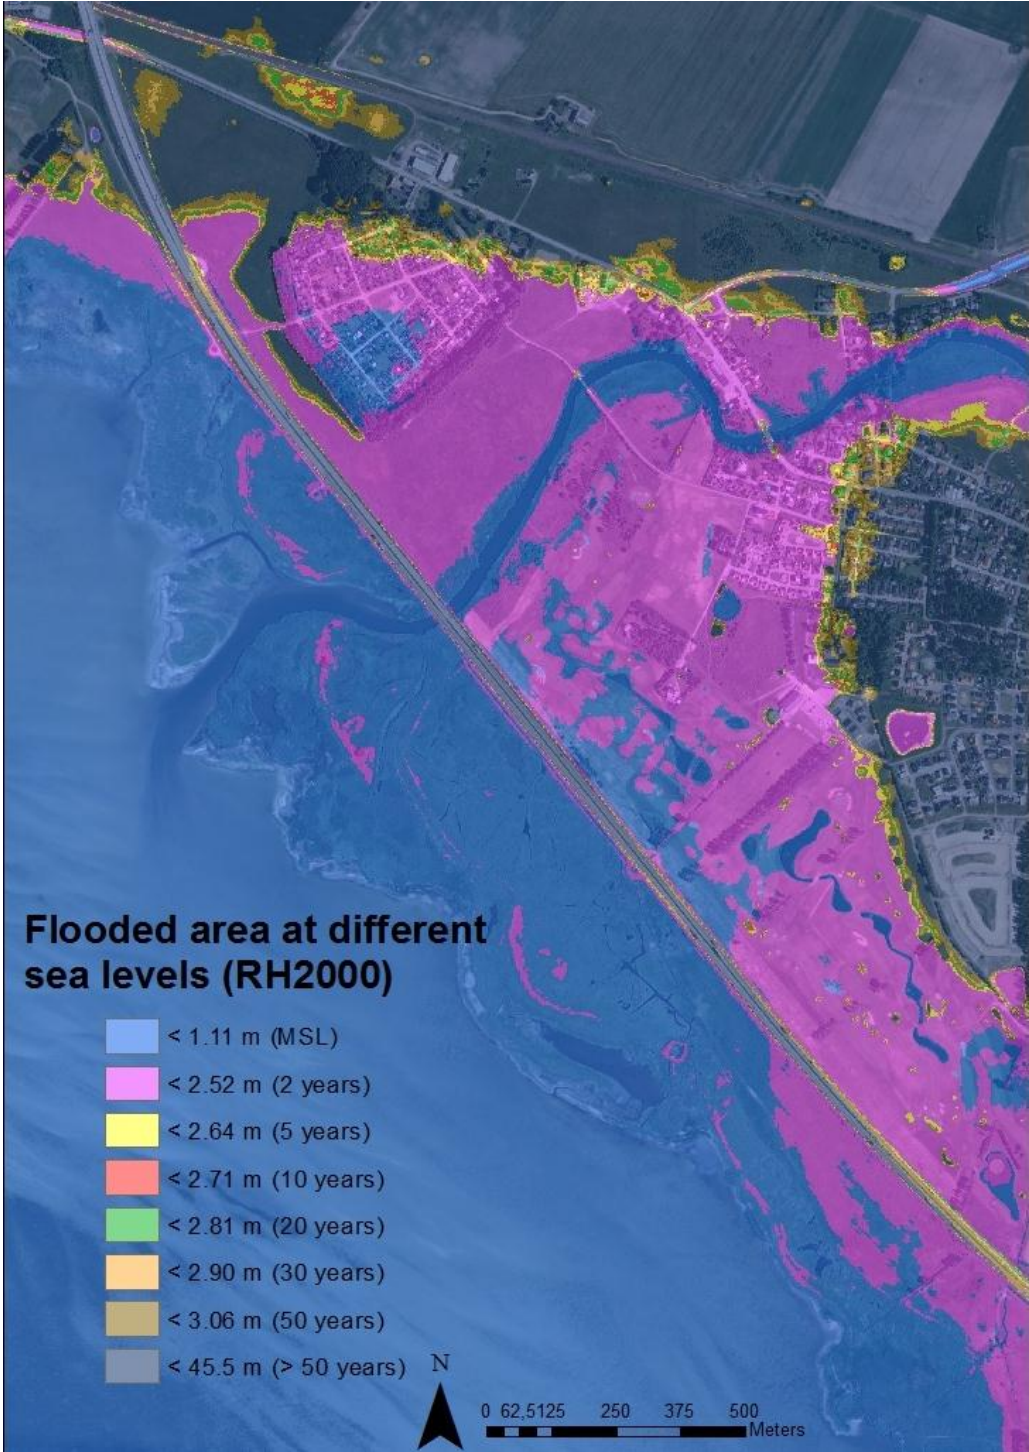 Flooded area at different
sea levels (RH2000)
< 1.11 m (MSL)
< 2.52 m (2 years)
< 2.64 m (5 years)
< 2.71 m (10 years)
< 2.81 m (20 years)
< 2.90 m (30 years)
< 3.06 m (50 years)
< 45.5 m (> 50 years)
N
0 62,5125 250 375 500
Meters